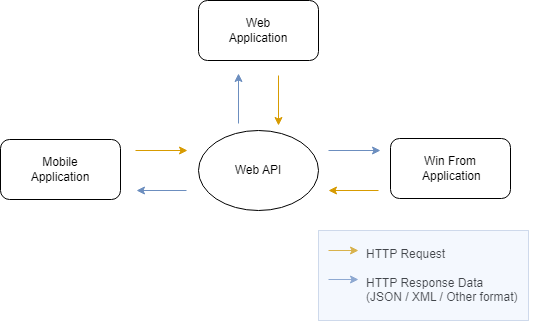 Web
Application
Mobile
Application
Web API
Win From
Application
HTTP Request
HTTP Response Data
(JSON / XML / Other format)